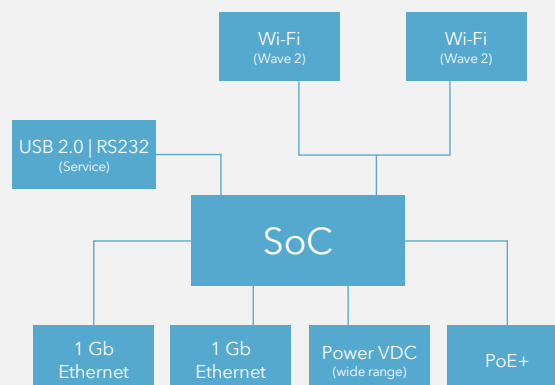 Wi-Fi
(Wave 2)
Wi-Fi
(Wave 2)
USB 2.0 | RS232
(Service)
SoC
1 Gb
Ethernet
1 Gb
Ethernet
Power VDC
(wide range)
PoE+